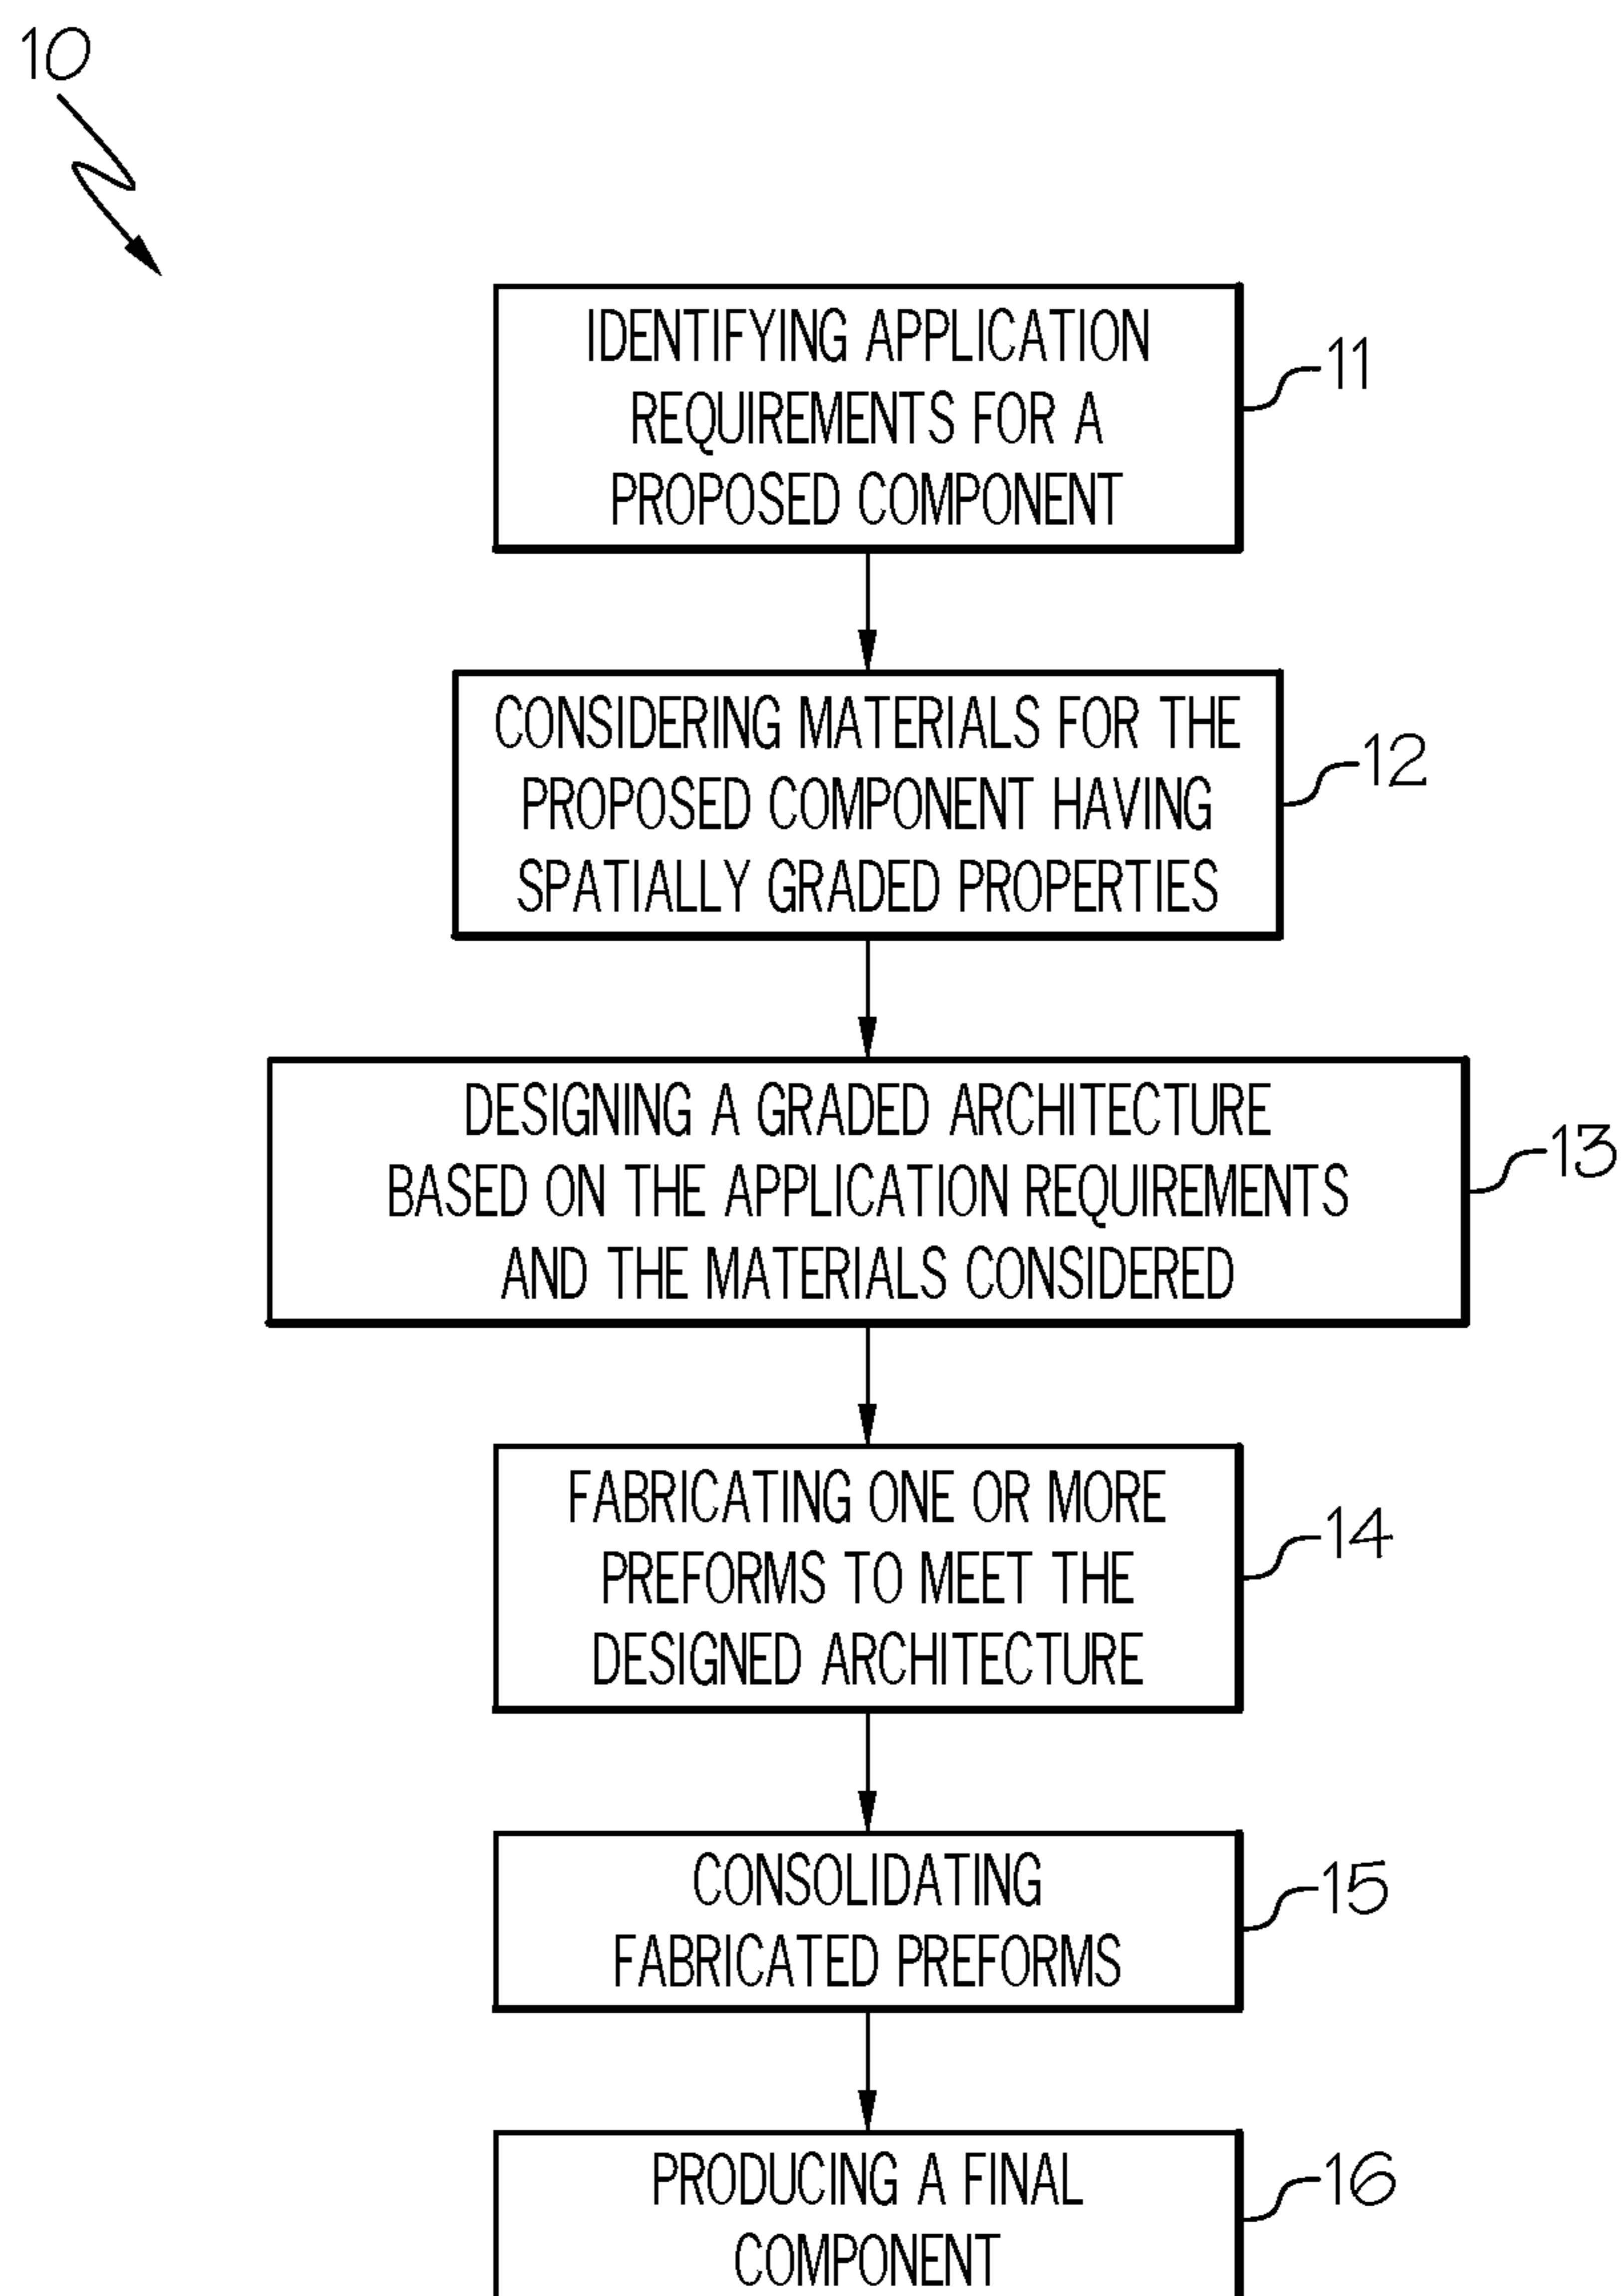 10
IDENTIFYING APPLICATION
REQUIREMENTS FOR A
PROPOSED COMPONENT
11
CONSIDERING MATERIALS FOR THE
PROPOSED COMPONENT HAVING
SPATIALLY GRADED PROPERTIES
12
DESIGNING A GRADED ARCHITECTURE
BASED ON THE APPLICATION REQUIREMENTS
AND THE MATERIALS CONSIDERED
13
FABRICATING ONE OR MORE
PREFORMS TO MEET THE
DESIGNED ARCHITECTURE
14
CONSOLIDATING
FABRICATED PREFORMS
15
PRODUCING A FINAL
COMPONENT
16